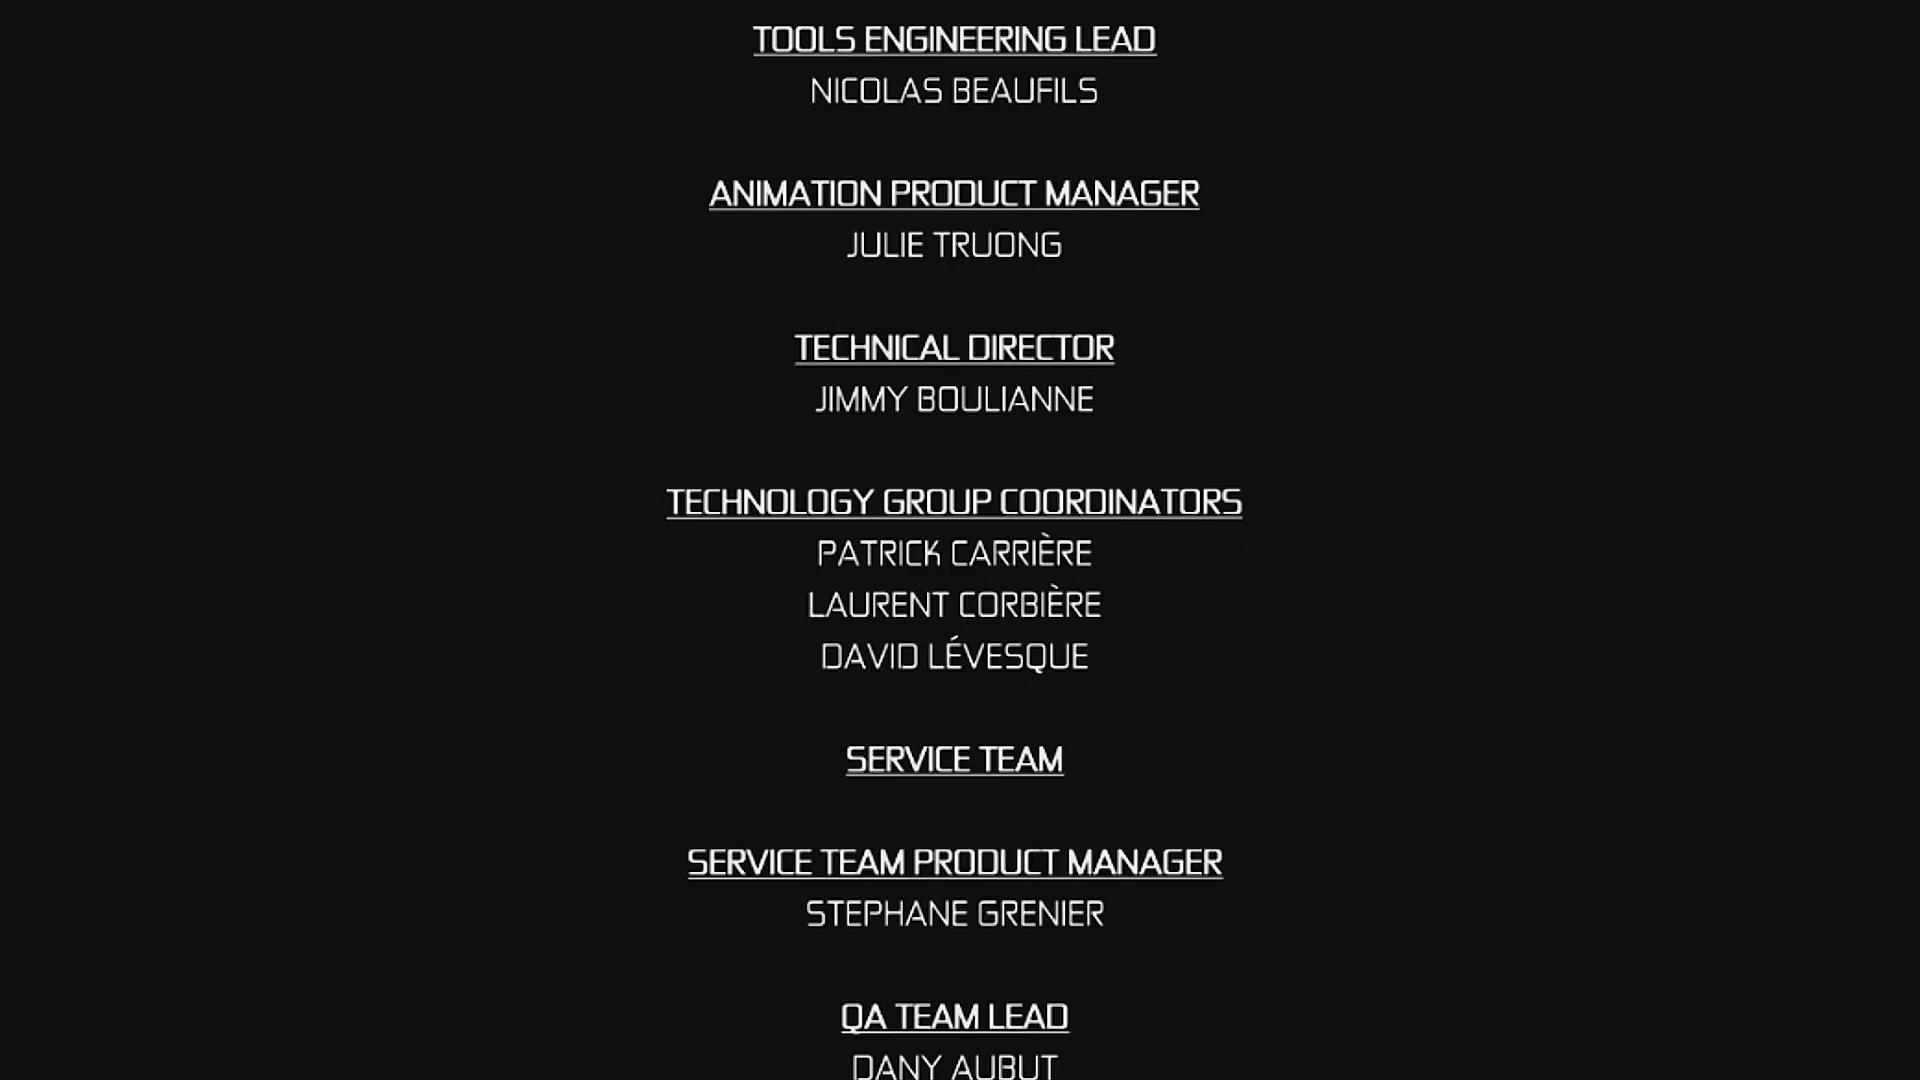 TOOLS ENGINEERING LEAD
NICOLAS BEAUFILS
ANIMATION PRODUCT MANAGER
JULIE TRUONG
TECHNICAL DIRECTOR
JIMMY BOULIANNE
TECHNOLOGY GROUP COORDINATORS
PATRICK CARRIÈRE
LAURENT CORBIÈRE
DAVID LÉVESQUE
SERVICE TEAM
SERVICE TEAM PRODUCT MANAGER
STEPHANE GRENIER
QA TEAM LEAD
DANY AUBUT